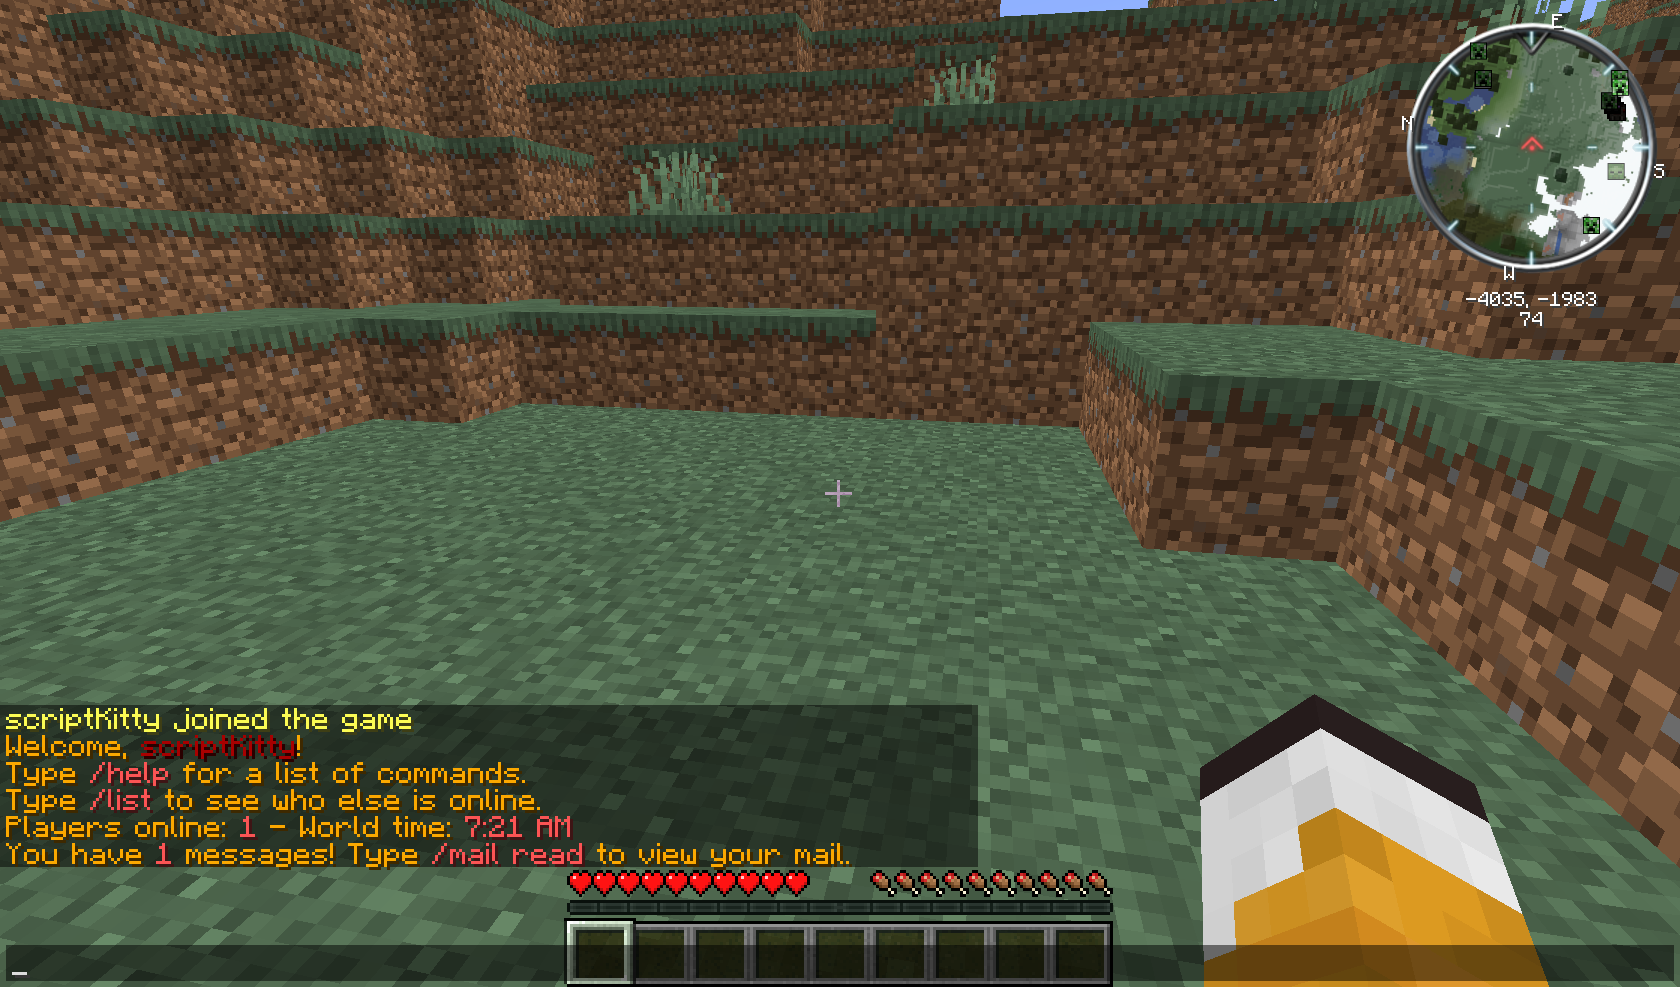 E
N
S
W
-4035, -1983
74
scriptKitty joined the game
Welcome, scriptKitty!
Type /help for a list of commands.
Type /list to see who else is online.
Players online: 1 - World time: 7:21 AM
You have 1 messages! Type /mail read to view your mail.
_